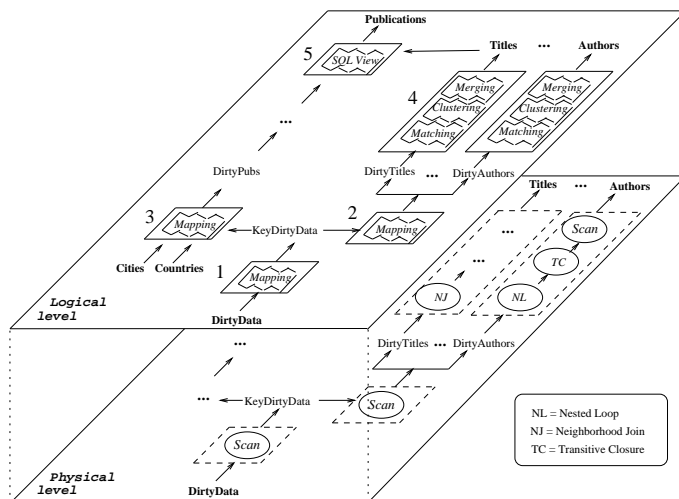 Publications
5
SQL View
Titles ... Authors
4
Merging
Clustering
Matching
Merging
Clustering
Matching
...
DirtyPubs
DirtyTitles ... DirtyAuthors
3
Mapping
KeyDirtyData
2
Mapping
Cities Countries
1
Mapping
DirtyData
Logical
level
Titles ... Authors
...
Scan
...
TC
NJ
NL
DirtyTitles ... DirtyAuthors
...
...
KeyDirtyData
Scan
Scan
DirtyData
Physical
level
NL = Nested Loop
NJ = Neighborhood Join
TC = Transitive Closure